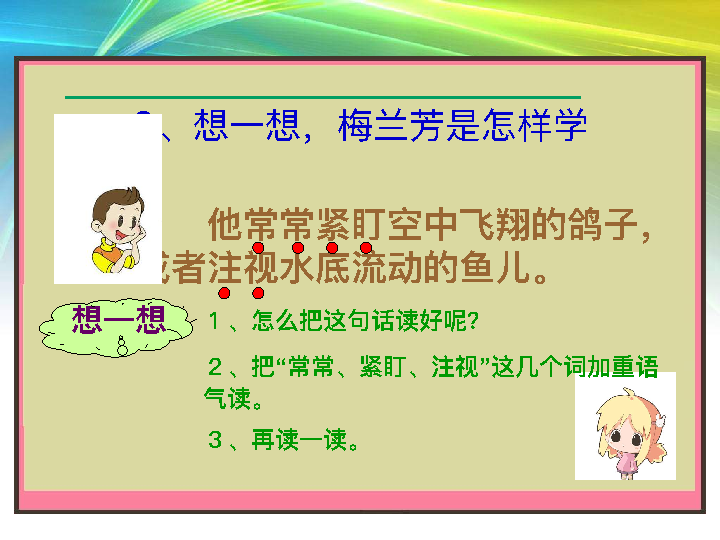 、想一想，梅兰芳是怎样学
他常常紧盯空中飞翔的鸽子，
或者注视水底流动的鱼儿。
想一想
１、怎么把这句话读好呢?
２、把“常常、紧盯、注视”这几个词加重语
气读。
３、再读一读。